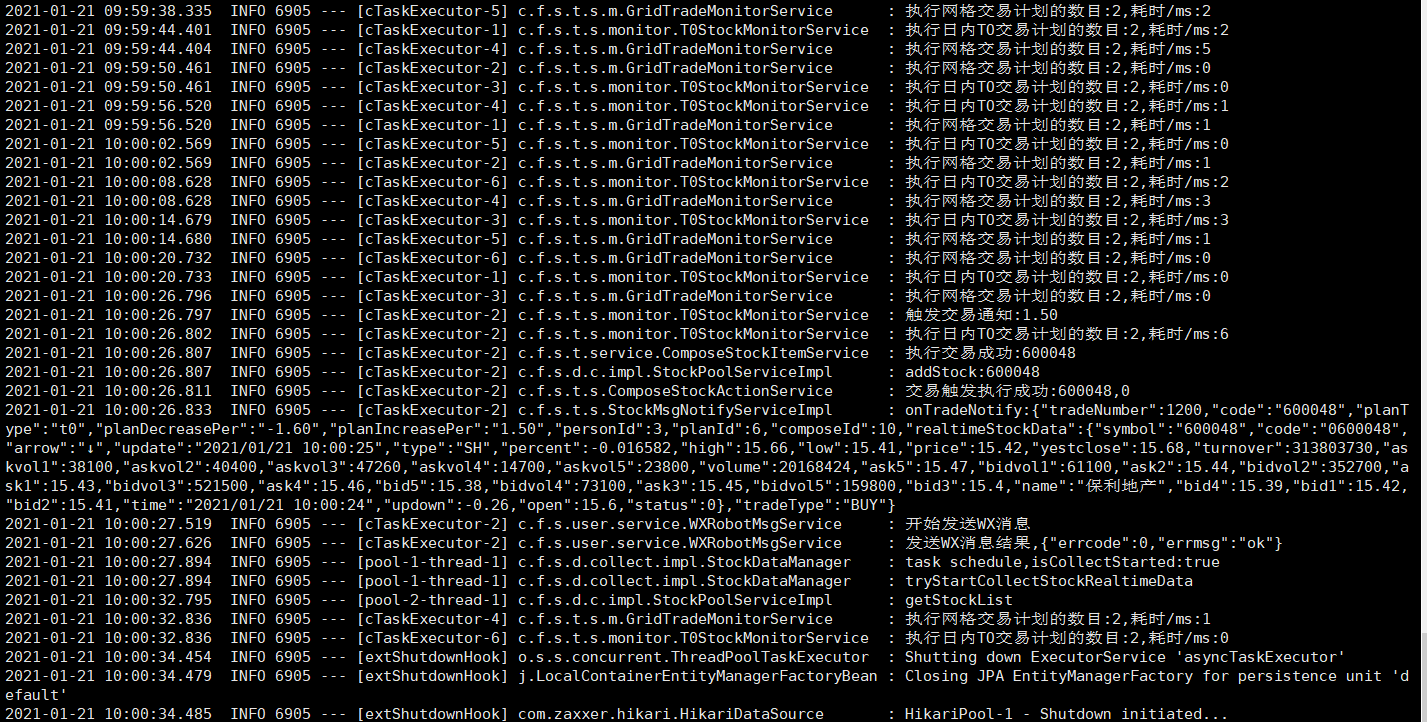 2021-01-21 09:59:38.335  INFO 6905 --- [cTaskExecutor-5] c.f.s.t.s.m.GridTradeMonitorService      : 执行网格交易计划的数目:2,耗时/ms:2
2021-01-21 09:59:44.401  INFO 6905 --- [cTaskExecutor-1] c.f.s.t.s.monitor.T0StockMonitorService  : 执行日内T0交易计划的数目:2,耗时/ms:2
2021-01-21 09:59:44.404  INFO 6905 --- [cTaskExecutor-4] c.f.s.t.s.m.GridTradeMonitorService      : 执行网格交易计划的数目:2,耗时/ms:5
2021-01-21 09:59:50.461  INFO 6905 --- [cTaskExecutor-2] c.f.s.t.s.m.GridTradeMonitorService      : 执行网格交易计划的数目:2,耗时/ms:0
2021-01-21 09:59:50.461  INFO 6905 --- [cTaskExecutor-3] c.f.s.t.s.monitor.T0StockMonitorService  : 执行日内T0交易计划的数目:2,耗时/ms:0
2021-01-21 09:59:56.520  INFO 6905 --- [cTaskExecutor-4] c.f.s.t.s.monitor.T0StockMonitorService  : 执行日内T0交易计划的数目:2,耗时/ms:1
2021-01-21 09:59:56.520  INFO 6905 --- [cTaskExecutor-1] c.f.s.t.s.m.GridTradeMonitorService      : 执行网格交易计划的数目:2,耗时/ms:1
2021-01-21 10:00:02.569  INFO 6905 --- [cTaskExecutor-5] c.f.s.t.s.monitor.T0StockMonitorService  : 执行日内T0交易计划的数目:2,耗时/ms:0
2021-01-21 10:00:02.569  INFO 6905 --- [cTaskExecutor-2] c.f.s.t.s.m.GridTradeMonitorService      : 执行网格交易计划的数目:2,耗时/ms:1
2021-01-21 10:00:08.628  INFO 6905 --- [cTaskExecutor-6] c.f.s.t.s.monitor.T0StockMonitorService  : 执行日内T0交易计划的数目:2,耗时/ms:2
2021-01-21 10:00:08.628  INFO 6905 --- [cTaskExecutor-4] c.f.s.t.s.m.GridTradeMonitorService      : 执行网格交易计划的数目:2,耗时/ms:3
2021-01-21 10:00:14.679  INFO 6905 --- [cTaskExecutor-3] c.f.s.t.s.monitor.T0StockMonitorService  : 执行日内T0交易计划的数目:2,耗时/ms:3
2021-01-21 10:00:14.680  INFO 6905 --- [cTaskExecutor-5] c.f.s.t.s.m.GridTradeMonitorService      : 执行网格交易计划的数目:2,耗时/ms:1
2021-01-21 10:00:20.732  INFO 6905 --- [cTaskExecutor-6] c.f.s.t.s.m.GridTradeMonitorService      : 执行网格交易计划的数目:2,耗时/ms:0
2021-01-21 10:00:20.733  INFO 6905 --- [cTaskExecutor-1] c.f.s.t.s.monitor.T0StockMonitorService  : 执行日内T0交易计划的数目:2,耗时/ms:0
2021-01-21 10:00:26.796  INFO 6905 --- [cTaskExecutor-3] c.f.s.t.s.m.GridTradeMonitorService      : 执行网格交易计划的数目:2,耗时/ms:0
2021-01-21 10:00:26.797  INFO 6905 --- [cTaskExecutor-2] c.f.s.t.s.monitor.T0StockMonitorService  : 触发交易通知:1.50
2021-01-21 10:00:26.802  INFO 6905 --- [cTaskExecutor-2] c.f.s.t.s.monitor.T0StockMonitorService  : 执行日内T0交易计划的数目:2,耗时/ms:6
2021-01-21 10:00:26.807  INFO 6905 --- [cTaskExecutor-2] c.f.s.t.service.ComposeStockItemService  : 执行交易成功:600048
2021-01-21 10:00:26.807  INFO 6905 --- [cTaskExecutor-2] c.f.s.d.c.impl.StockPoolServiceImpl      : addStock:600048
2021-01-21 10:00:26.811  INFO 6905 --- [cTaskExecutor-2] c.f.s.t.s.ComposeStockActionService      : 交易触发执行成功:600048,0
2021-01-21 10:00:26.833  INFO 6905 --- [cTaskExecutor-2] c.f.s.t.s.StockMsgNotifyServiceImpl      : onTradeNotify:{"tradeNumber":1200,"code":"600048","planT
ype":"t0","planDecreasePer":"-1.60","planIncreasePer":"1.50","personId":3,"planId":6,"composeId":10,"realtimeStockData":{"symbol":"600048","code":"0600048",
"arrow":"↓","update":"2021/01/21 10:00:25","type":"SH","percent":-0.016582,"high":15.66,"low":15.41,"price":15.42,"yestclose":15.68,"turnover":313803730,"as
kvol1":38100,"askvol2":40400,"askvol3":47260,"askvol4":14700,"askvol5":23800,"volume":20168424,"ask5":15.47,"bidvol1":61100,"ask2":15.44,"bidvol2":352700,"a
sk1":15.43,"bidvol3":521500,"ask4":15.46,"bid5":15.38,"bidvol4":73100,"ask3":15.45,"bidvol5":159800,"bid3":15.4,"name":"保利地产","bid4":15.39,"bid1":15.42,
"bid2":15.41,"time":"2021/01/21 10:00:24","updown":-0.26,"open":15.6,"status":0},"tradeType":"BUY"}
2021-01-21 10:00:27.519  INFO 6905 --- [cTaskExecutor-2] c.f.s.user.service.WXRobotMsgService     : 开始发送WX消息
2021-01-21 10:00:27.626  INFO 6905 --- [cTaskExecutor-2] c.f.s.user.service.WXRobotMsgService     : 发送WX消息结果,{"errcode":0,"errmsg":"ok"}
2021-01-21 10:00:27.894  INFO 6905 --- [pool-1-thread-1] c.f.s.d.collect.impl.StockDataManager    : task schedule,isCollectStarted:true
2021-01-21 10:00:27.894  INFO 6905 --- [pool-1-thread-1] c.f.s.d.collect.impl.StockDataManager    : tryStartCollectStockRealtimeData
2021-01-21 10:00:32.795  INFO 6905 --- [pool-2-thread-1] c.f.s.d.c.impl.StockPoolServiceImpl      : getStockList
2021-01-21 10:00:32.836  INFO 6905 --- [cTaskExecutor-4] c.f.s.t.s.m.GridTradeMonitorService      : 执行网格交易计划的数目:2,耗时/ms:1
2021-01-21 10:00:32.836  INFO 6905 --- [cTaskExecutor-6] c.f.s.t.s.monitor.T0StockMonitorService  : 执行日内T0交易计划的数目:2,耗时/ms:0
2021-01-21 10:00:34.454  INFO 6905 --- [extShutdownHook] o.s.s.concurrent.ThreadPoolTaskExecutor  : Shutting down ExecutorService 'asyncTaskExecutor'
2021-01-21 10:00:34.479  INFO 6905 --- [extShutdownHook] j.LocalContainerEntityManagerFactoryBean : Closing JPA EntityManagerFactory for persistence unit 'd
efault'
2021-01-21 10:00:34.485  INFO 6905 --- [extShutdownHook] com.zaxxer.hikari.HikariDataSource       : HikariPool-1 - Shutdown initiated...